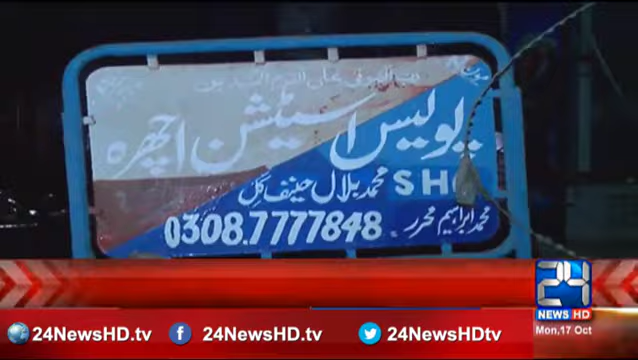 پولیس اسٹیشن اچھرہ
SHO محمد بلال حنیف گل
محمد ابراہیم محرر
0308.7777848
24
NEWS HD
Mon,17 Oct
24NewsHD.tv
24NewsHD.tv
24NewsHDtv